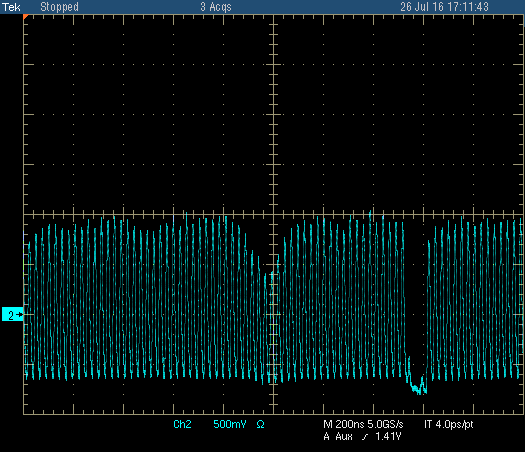 Tek Stopped 3 Acqs 26 Jul 16 17:11:43
2
Ch2 500mV Ω M 200ns 5.0GS/s IT 4.0ps/pt
A Aux ∕ 1.41V